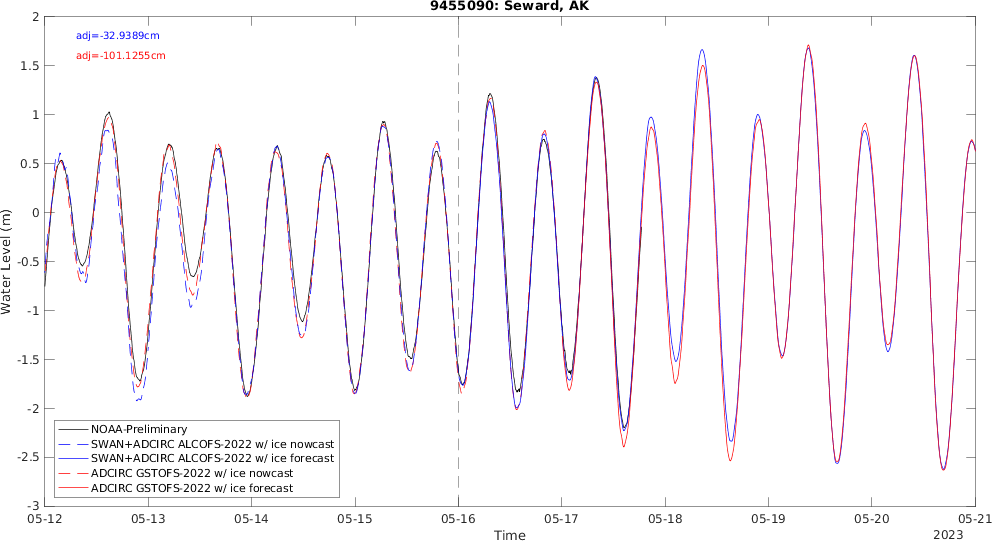 9455090: Seward, AK
2
1.5
1
0.5
0
-0.5
-1
-1.5
-2
-2.5
-3
Water Level (m)
adj=-32.9389cm
adj=-101.1255cm
NOAA-Preliminary
SWAN+ADCIRC ALCOFS-2022 w/ ice nowcast
SWAN+ADCIRC ALCOFS-2022 w/ ice forecast
ADCIRC GSTOFS-2022 w/ ice nowcast
ADCIRC GSTOFS-2022 w/ ice forecast
05-12 05-13 05-14 05-15 05-16 05-17 05-18 05-19 05-20 05-21
Time
2023